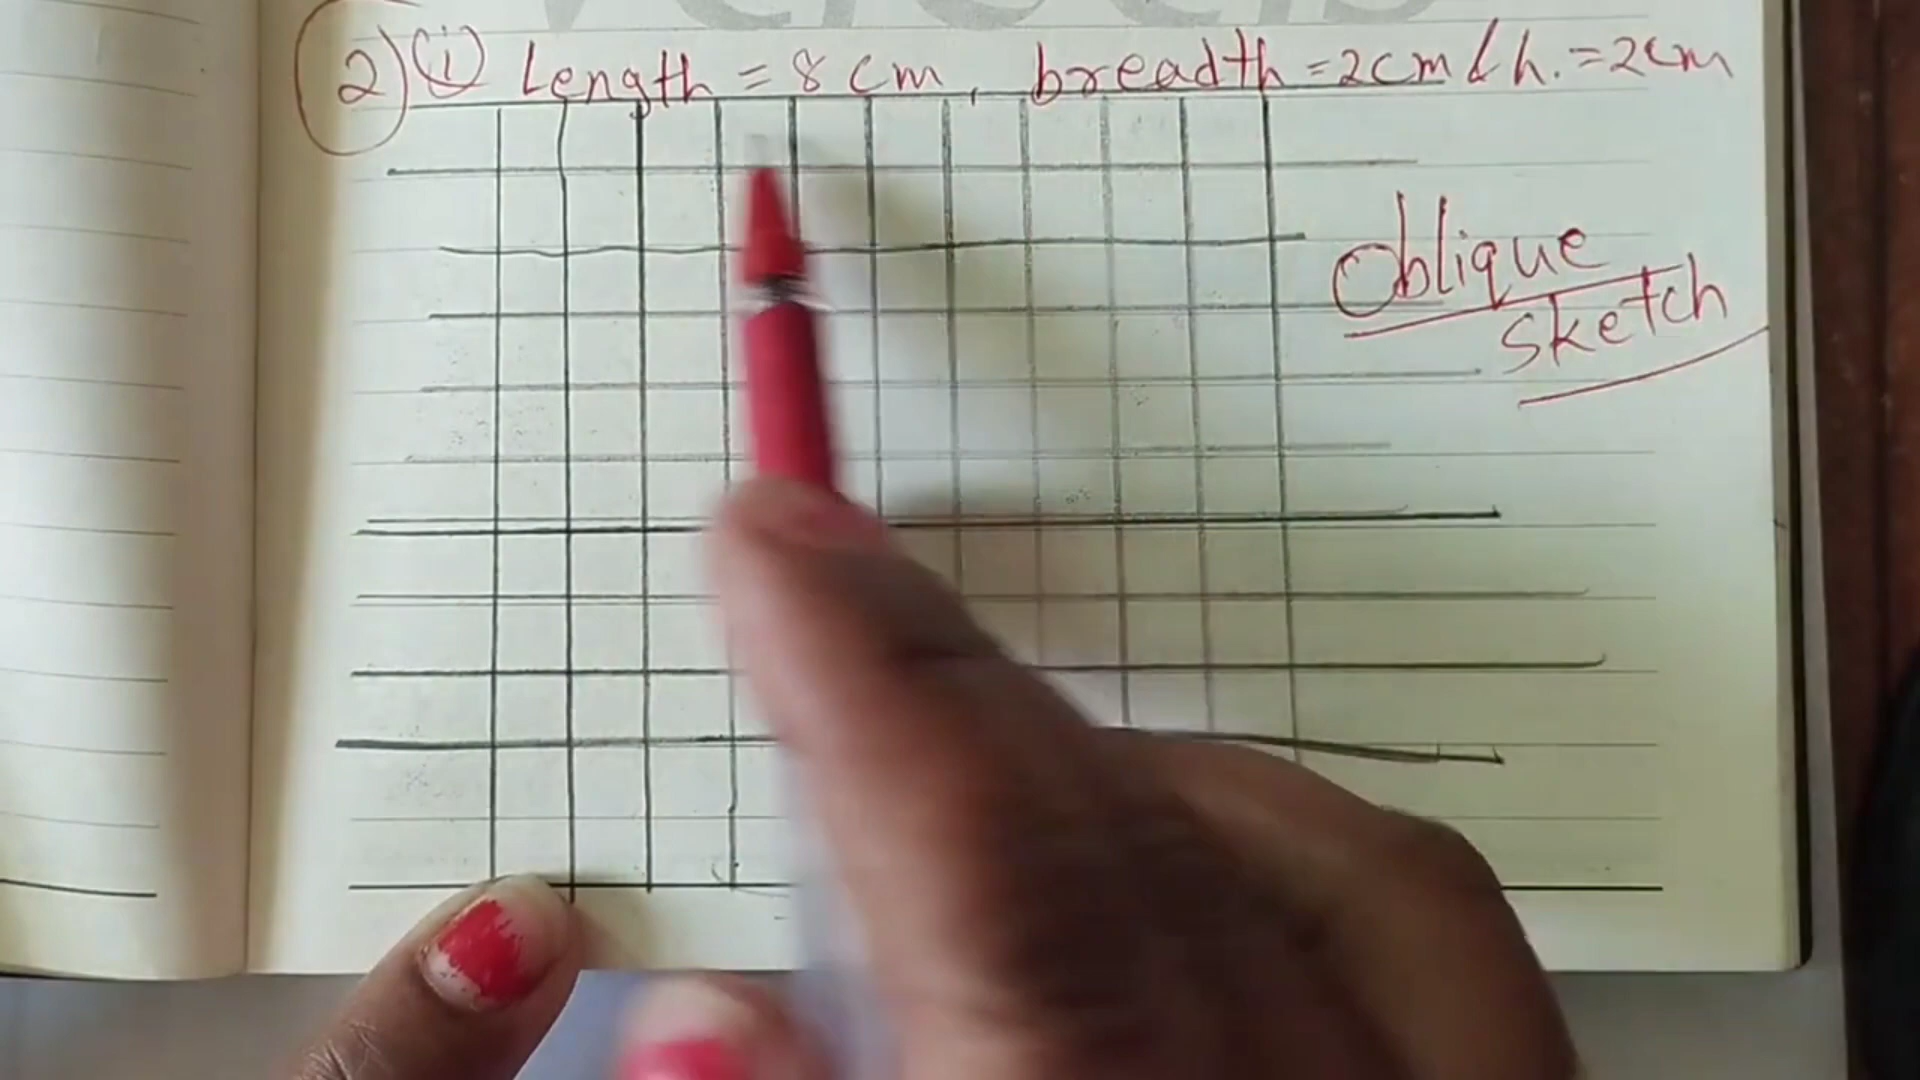 2) (i) Length = 8 cm, breadth = 2cm & h. = 2cm
Oblique
sketch